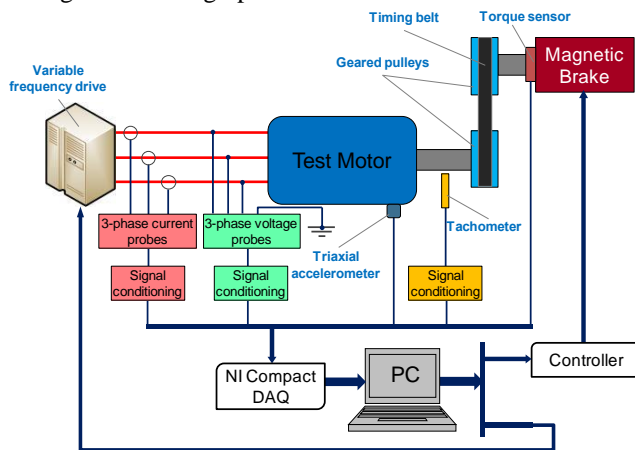 Timing belt
Torque sensor
Variable
frequency drive
Geared pulleys
Magnetic
Brake
Test Motor
3-phase current
probes
3-phase voltage
probes
Tachometer
Triaxial
accelerometer
Signal
conditioning
Signal
conditioning
Signal
conditioning
NI Compact
DAQ
PC
Controller